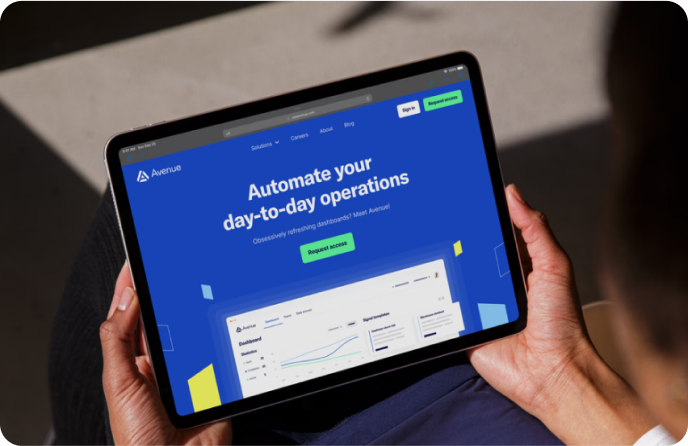 Solutions
Careers
About
Blog
Sign in
Request access
Avenue
Automate your
day-to-day operations
Obsessively refreshing dashboards? Meet Avenue!
Request access
Avenue
Dashboard
Dashboard
Statistics
Signal templates